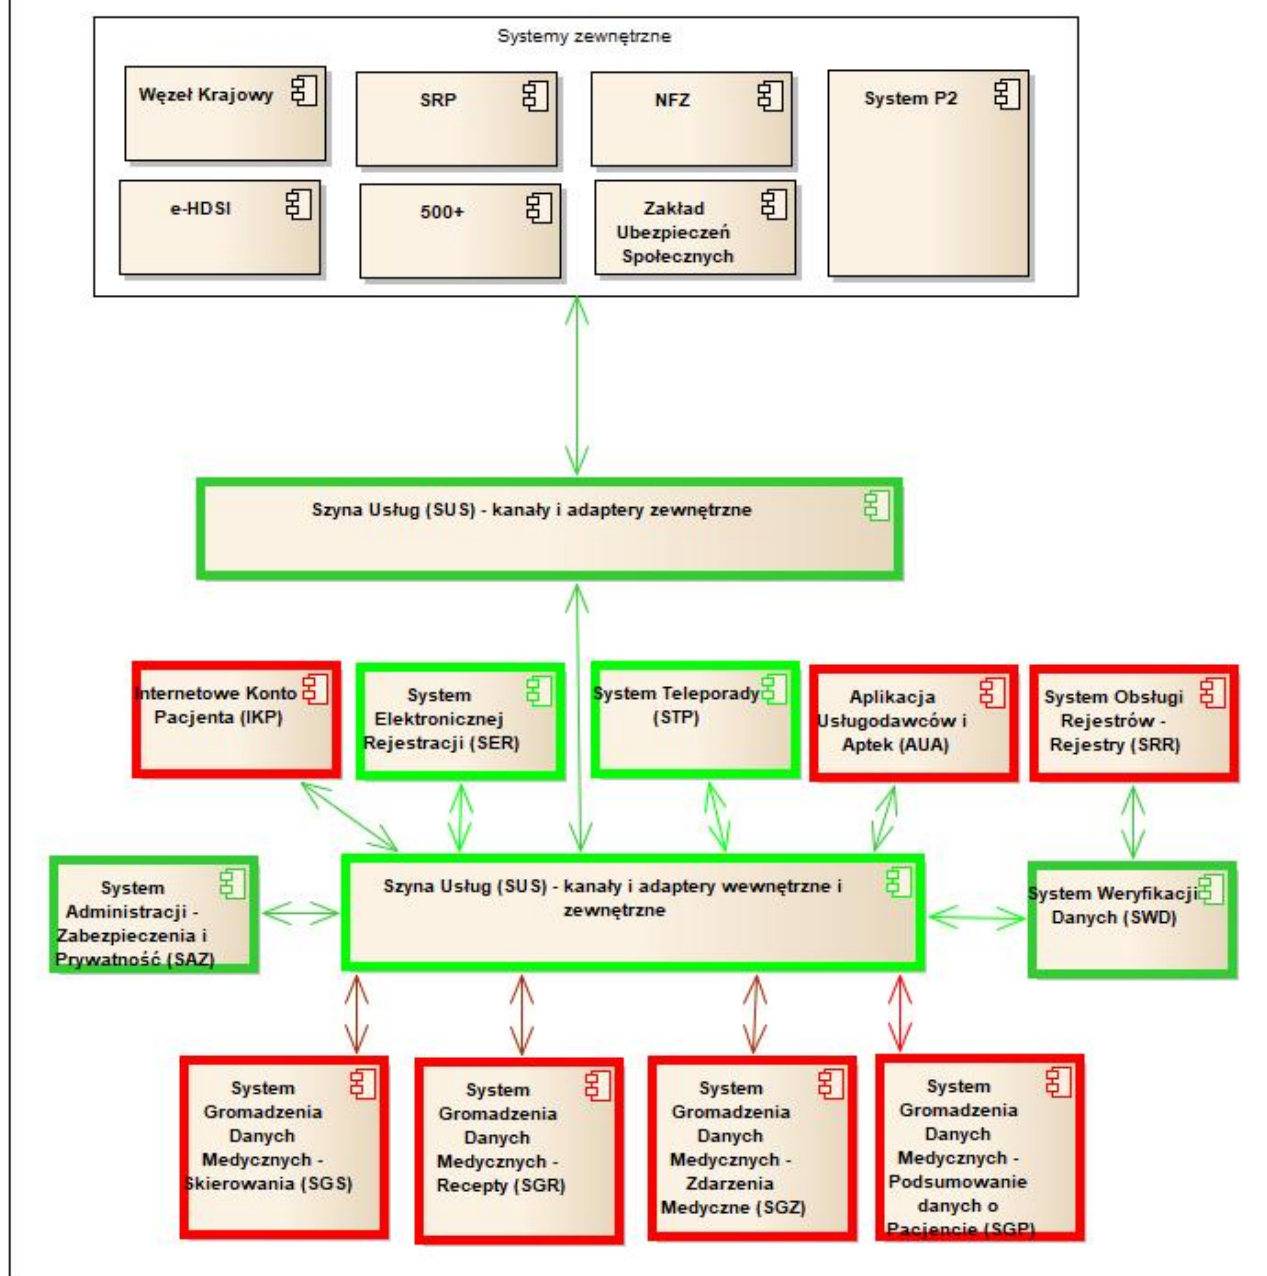 Systemy zewnętrzne
Węzeł Krajowy
SRP
NFZ
System P2
e-HDSI
500+
Zakład
Ubezpieczeń
Społecznych
Szyna Usług (SUS) - kanały i adaptery zewnętrzne
Internetowe Konto
Pacjenta (IKP)
System
Elektronicznej
Rejestracji (SER)
System Teleporady
(STP)
Aplikacja
Usługodawców i
Aptek (AUA)
System Obsługi
Rejestrów -
Rejestry (SRR)
System
Administracji -
Zabezpieczenia i
Prywatność (SAZ)
Szyna Usług (SUS) - kanały i adaptery wewnętrzne i
zewnętrzne
System Weryfikacji
Danych (SWD)
System
Gromadzenia
Danych
Medycznych -
Skierowania (SGS)
System
Gromadzenia
Danych
Medycznych -
Recepty (SGR)
System
Gromadzenia
Danych
Medycznych -
Zdarzenia
Medyczne (SGZ)
System
Gromadzenia
Danych
Medycznych -
Podsumowanie
danych o
Pacjencie (SGP)